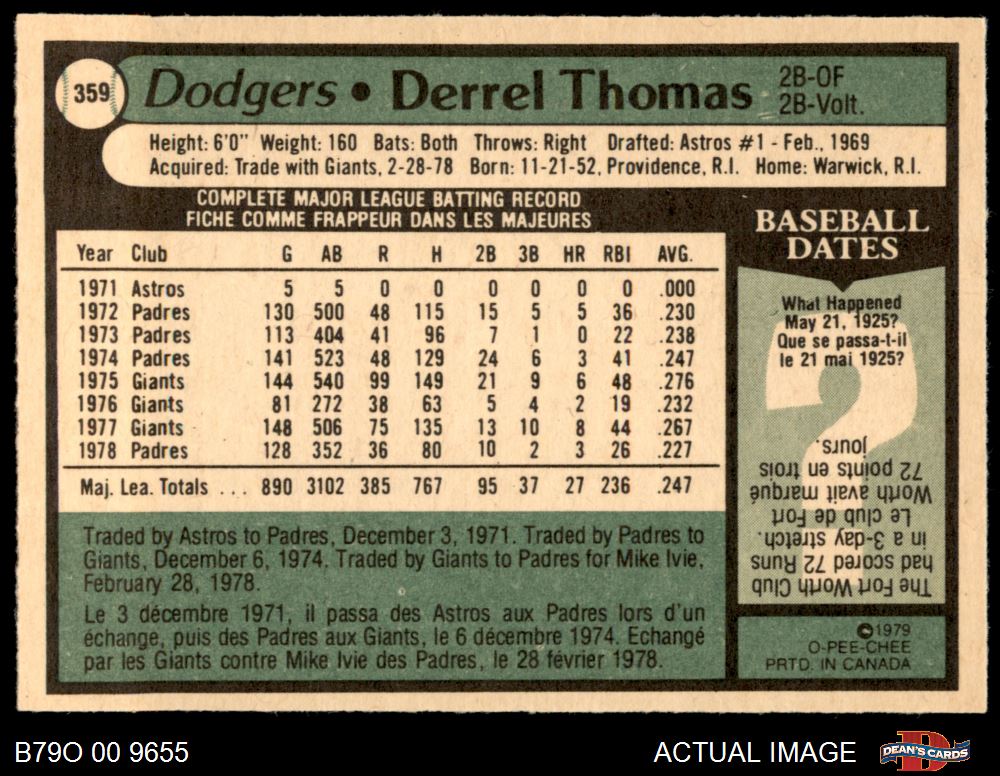 359
Dodgers • Derrel Thomas
2B-OF
2B-Volt.
Height: 6'0" Weight: 160 Bats: Both Throws: Right Drafted: Astros #1 - Feb., 1969
Acquired: Trade with Giants, 2-28-78 Born: 11-21-52, Providence, R.I. Home: Warwick, R.I.
COMPLETE MAJOR LEAGUE BATTING RECORD
FICHE COMME FRAPPEUR DANS LES MAJEURES
Year Club G AB R H 2B 3B HR RBI AVG.
1971 Astros 5 5 0 0 0 0 0 0 .000
1972 Padres 130 500 48 115 15 5 5 36 .230
1973 Padres 113 404 41 96 7 1 0 22 .238
1974 Padres 141 523 48 129 24 6 3 41 .247
1975 Giants 144 540 99 149 21 9 6 48 .276
1976 Giants 81 272 38 63 5 4 2 19 .232
1977 Giants 148 506 75 135 13 10 8 44 .267
1978 Padres 128 352 36 80 10 2 3 26 .227
Maj. Lea. Totals ... 890 3102 385 767 95 37 27 236 .247
Traded by Astros to Padres, December 3, 1971. Traded by Padres to
Giants, December 6, 1974. Traded by Giants to Padres for Mike Ivie,
February 28, 1978.
Le 3 décembre 1971, il passa des Astros aux Padres lors d'un
échange, puis des Padres aux Giants, le 6 décembre 1974. Echangé
par les Giants contre Mike Ivie des Padres, le 28 février 1978.
BASEBALL
DATES
What Happened
May 21, 1925?
Que se passa-t-il
le 21 mai 1925?
The Fort Worth Club
had scored 72 Runs
in a 3-day stretch.
Le club de Fort
Worth avait marqué
72 points en trois
jours.
©1979
O-PEE-CHEE
PRTD. IN CANADA
B79O 00 9655
ACTUAL IMAGE
DEAN'S CARDS